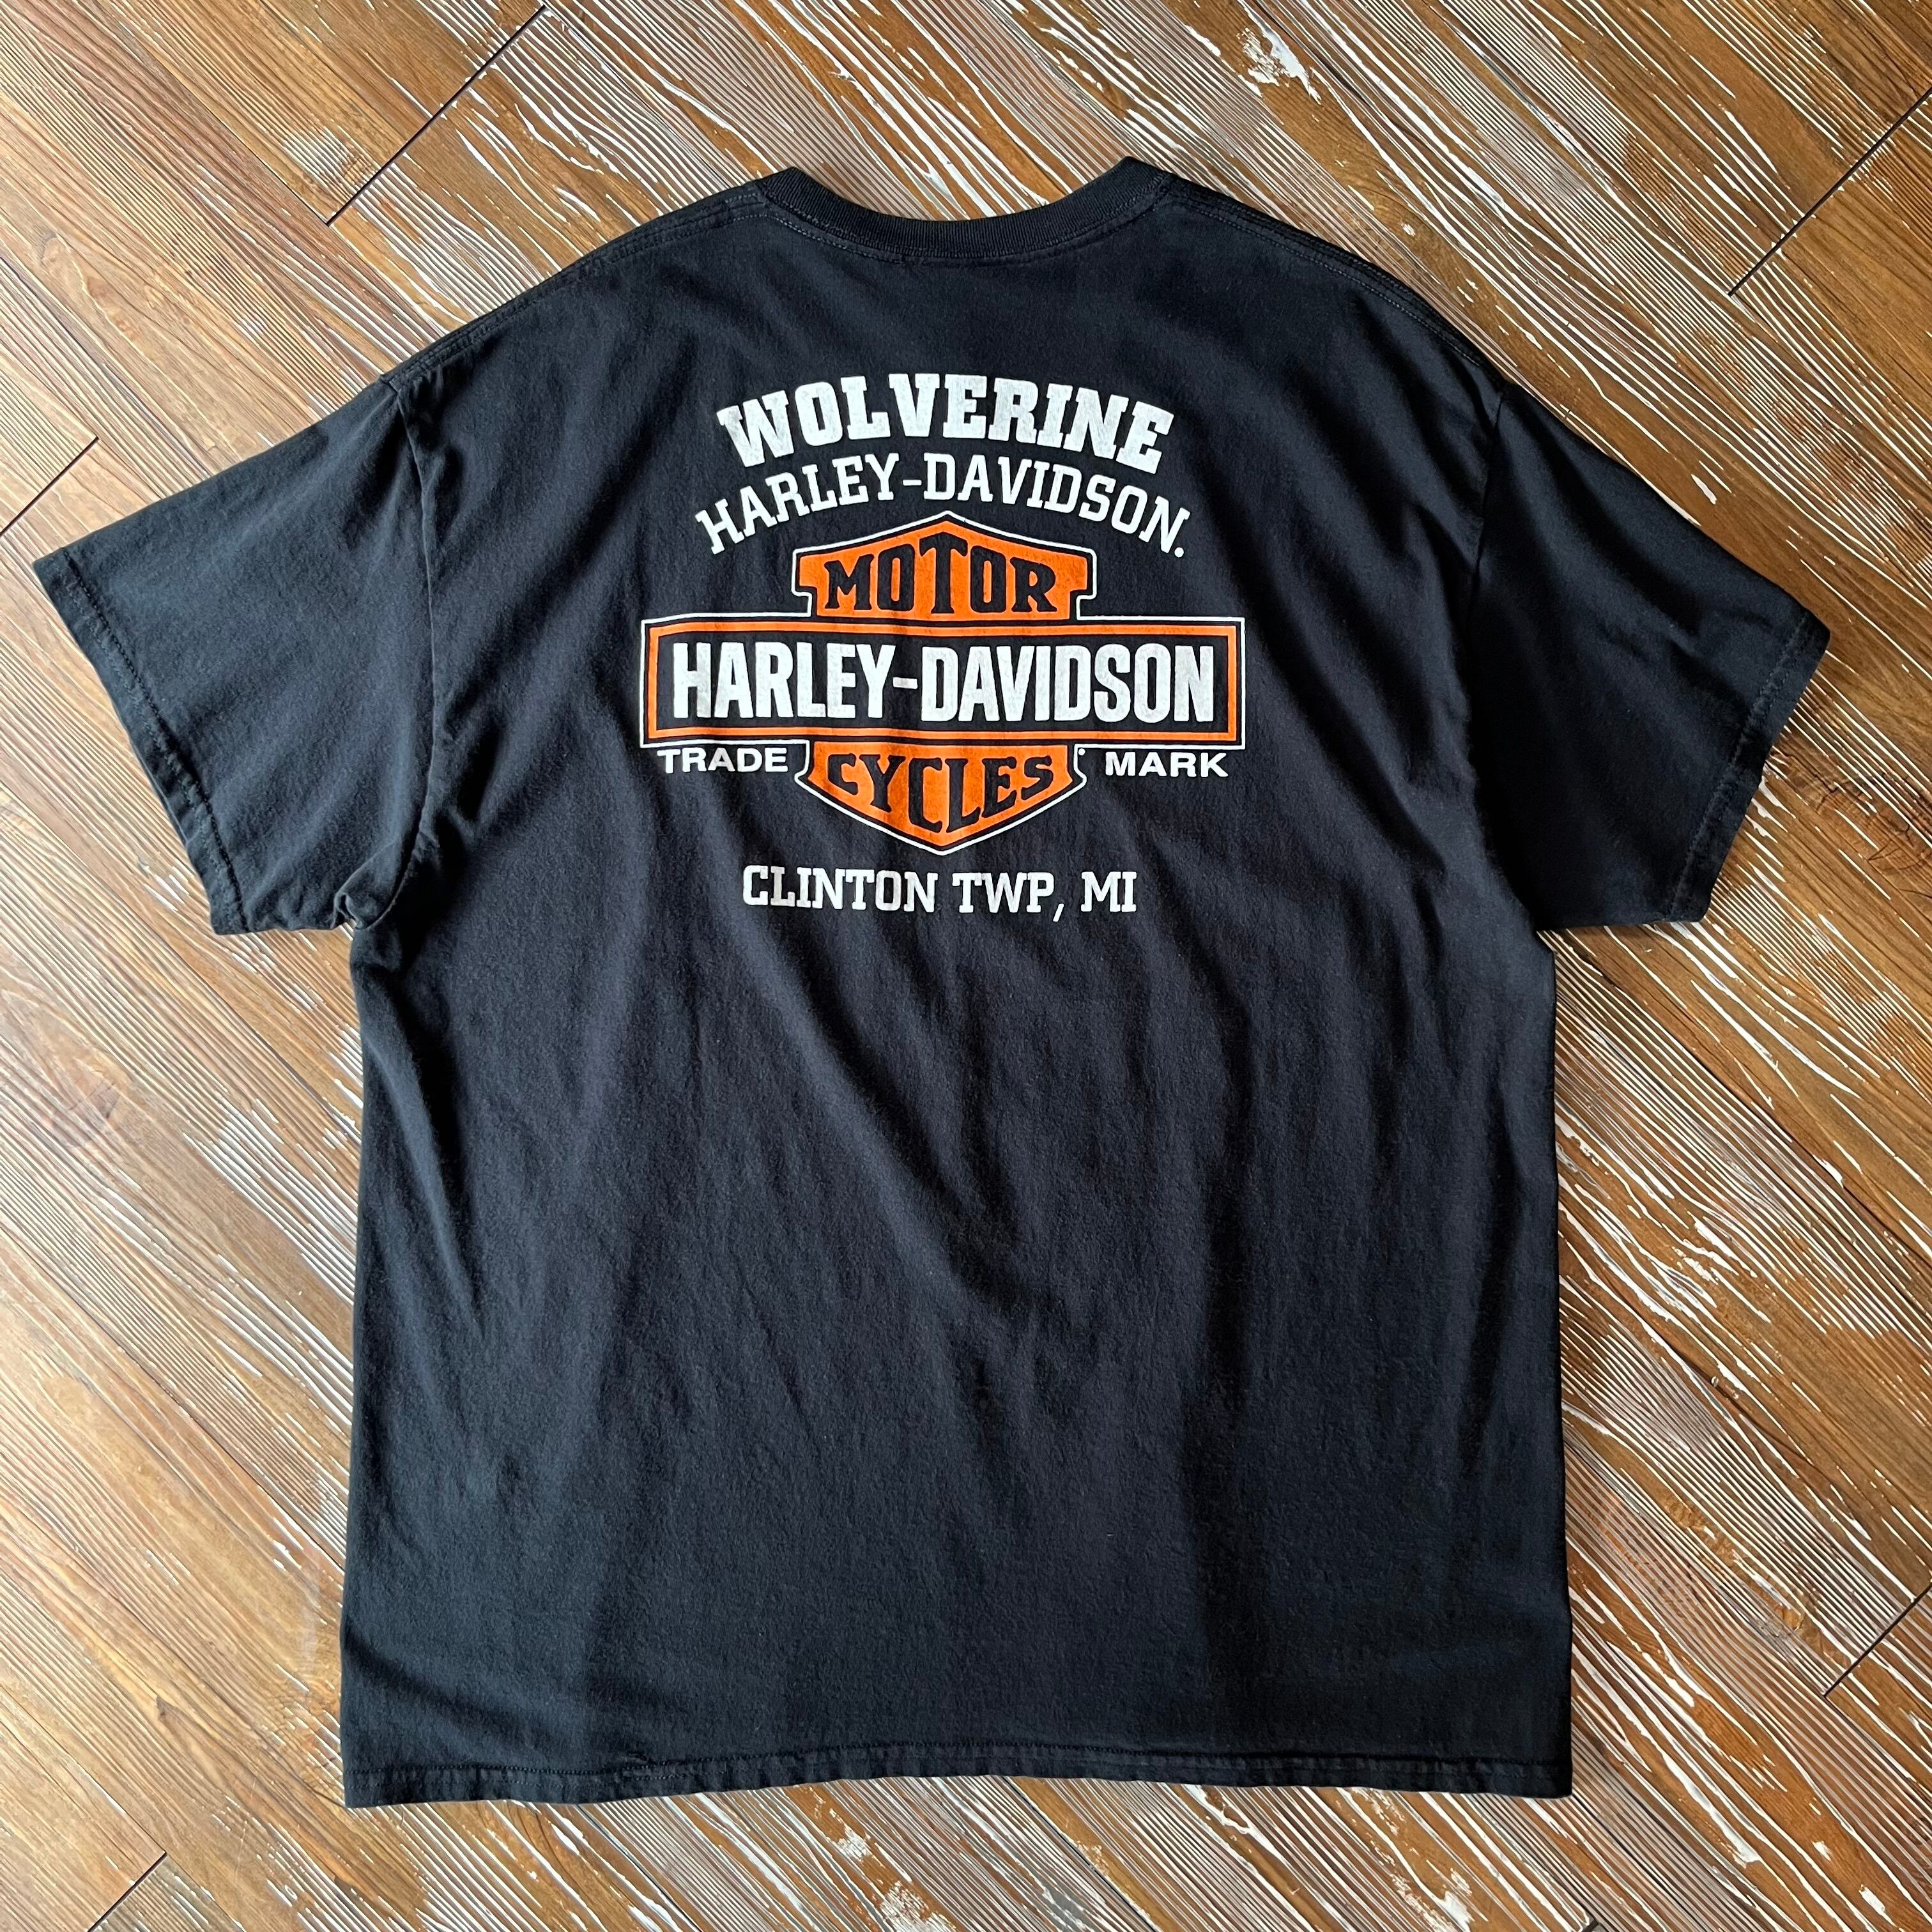 WOLVERINE
HARLEY-DAVIDSON.
MOTOR
HARLEY-DAVIDSON
TRADE MARK
CYCLES
CLINTON TWP, MI